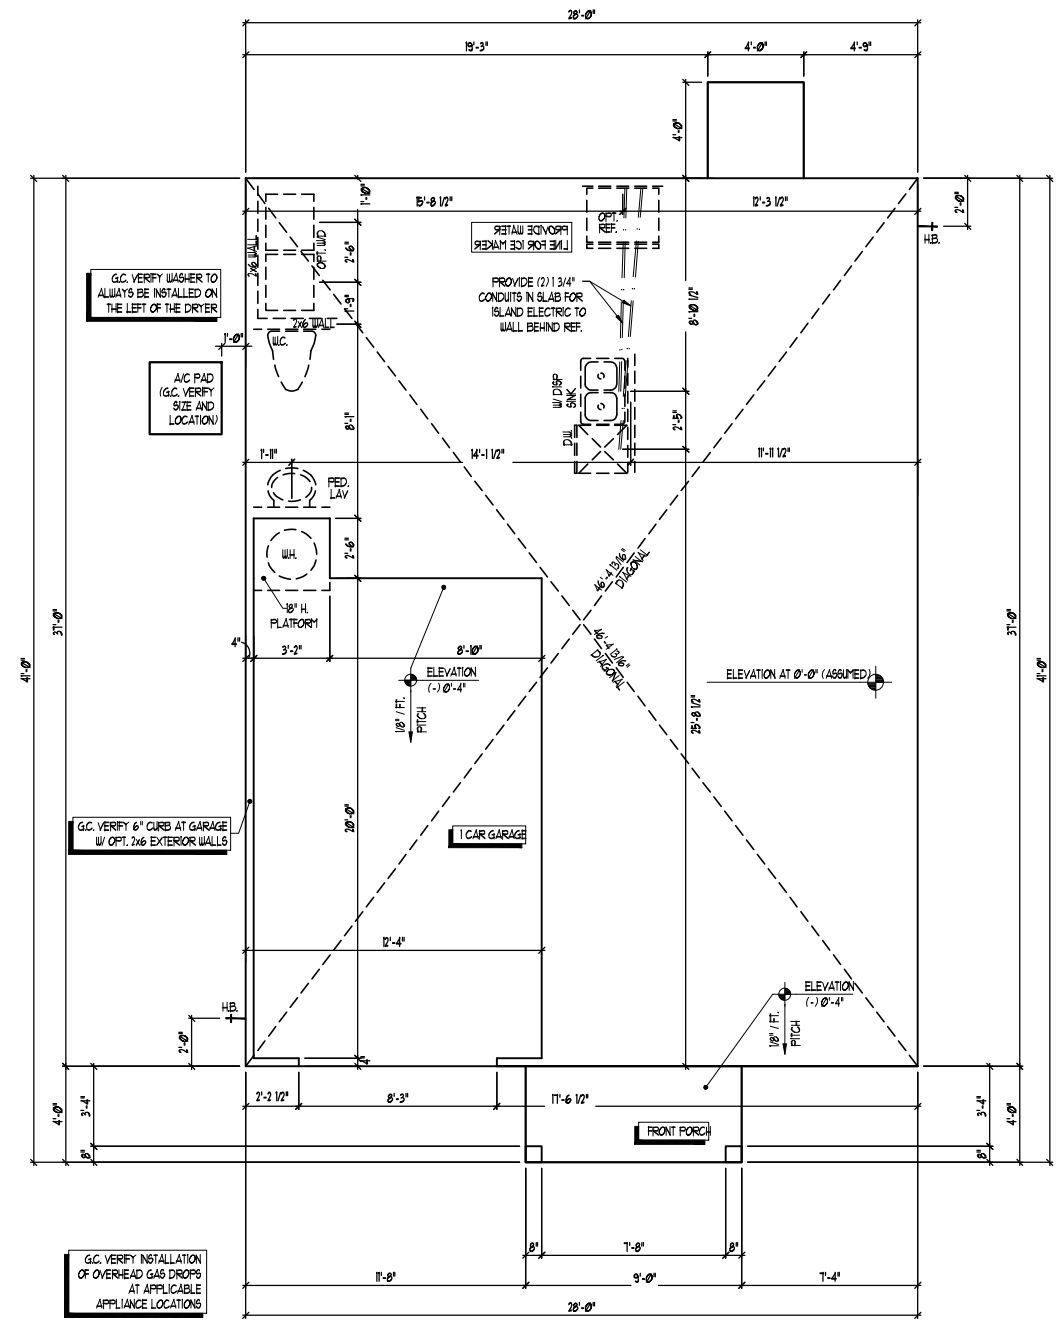 28'-0"
19'-3"
4'-0"
4'-9"
4'-0"
1'-10"
15'-8 1/2"
12'-3 1/2"
2'-0"
H.B.
OPT.
REF.
PROVIDE WATER
LINE FOR ICE MAKER
2x6 WALL
OPT. W/D
2'-6"
1'-9"
2x6 WALL
G.C. VERIFY WASHER TO
ALWAYS BE INSTALLED ON
THE LEFT OF THE DRYER
PROVIDE (2) 1 3/4"
CONDUITS IN SLAB FOR
ISLAND ELECTRIC TO
WALL BEHIND REF.
8'-10 1/2"
1'-0"
W.C.
A/C PAD
(G.C. VERIFY
SIZE AND
LOCATION)
W/ DISP
SINK
D.W.
8'-1"
2'-5"
1'-11"
14'-1 1/2"
11'-11 1/2"
PED.
LAV
W.H.
2'-6"
18" H.
PLATFORM
46'-4 13/16"
DIAGONAL
46'-4 13/16"
DIAGONAL
4"
3'-2"
8'-10"
37'-0"
41'-0"
37'-0"
41'-0"
ELEVATION
(-) 0'-4"
1/8" / FT.
PITCH
ELEVATION AT 0'-0" (ASSUMED)
25'-8 1/2"
G.C. VERIFY 6" CURB AT GARAGE
W/ OPT. 2x6 EXTERIOR WALLS
20'-0"
1 CAR GARAGE
12'-4"
H.B.
2'-0"
ELEVATION
(-) 0'-4"
1/8" / FT.
PITCH
4"
2'-2 1/2"
8'-3"
17'-6 1/2"
4'-0"
3'-4"
8"
3'-4"
4'-0"
8"
FRONT PORCH
8"
7'-8"
8"
G.C. VERIFY INSTALLATION
OF OVERHEAD GAS DROPS
AT APPLICABLE
APPLIANCE LOCATIONS
11'-8"
9'-0"
7'-4"
28'-0"